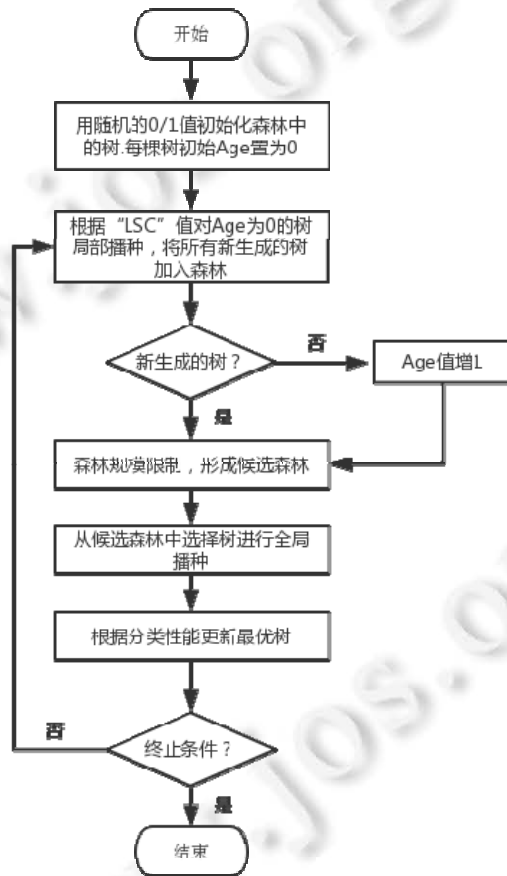 开始
用随机的0/1值初始化森林中
的树.每棵树初始Age置为0
根据“LSC”值对Age为0的树
局部播种，将所有新生成的树
加入森林
新生成的树？
否
Age值增1
是
森林规模限制，形成候选森林
从候选森林中选择树进行全局
播种
根据分类性能更新最优树
否
终止条件？
是
结束